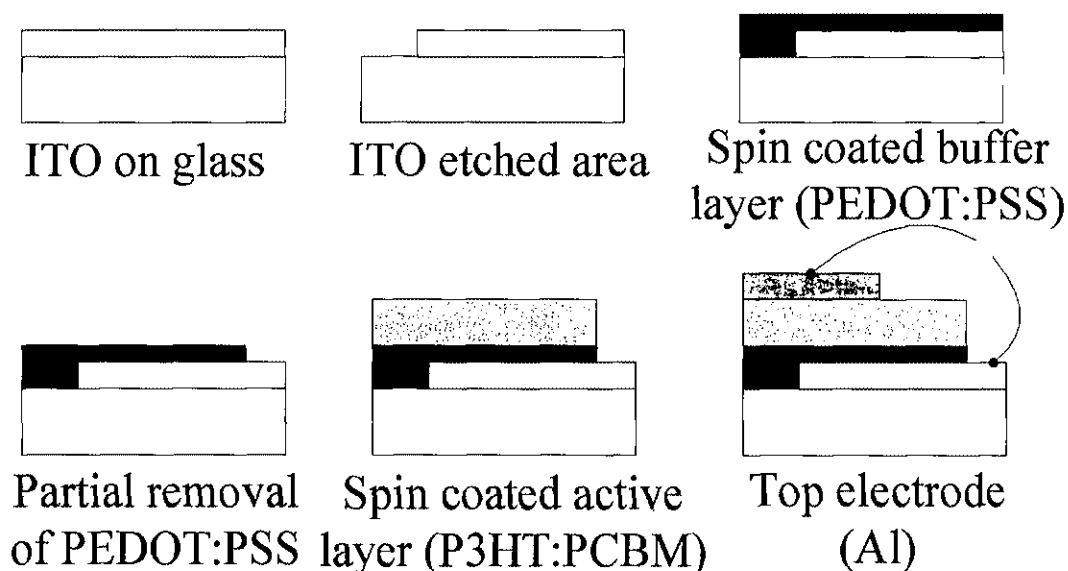 ITO on glass
ITO etched area
Spin coated buffer
layer (PEDOT:PSS)
Partial removal
of PEDOT:PSS
Spin coated active
layer (P3HT:PCBM)
Top electrode
(Al)